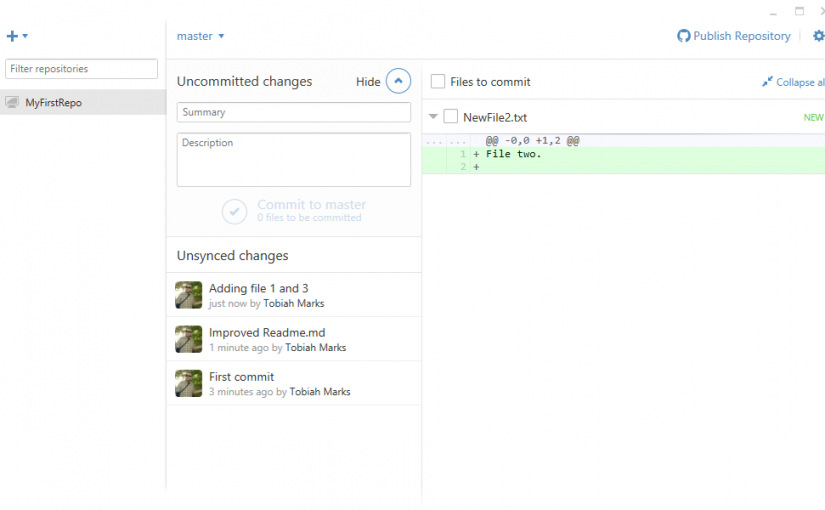 master
Publish Repository
Filter repositories
MyFirstRepo
Uncommitted changes
Hide
Summary
Description
Commit to master
0 files to be committed
Unsynced changes
Adding file 1 and 3
just now by Tobiah Marks
Improved Readme.md
1 minute ago by Tobiah Marks
First commit
3 minutes ago by Tobiah Marks
Files to commit
Collapse al
NewFile2.txt
NEW
... ... @@ -0,0 +1,2 @@
1 + File two.
2 +